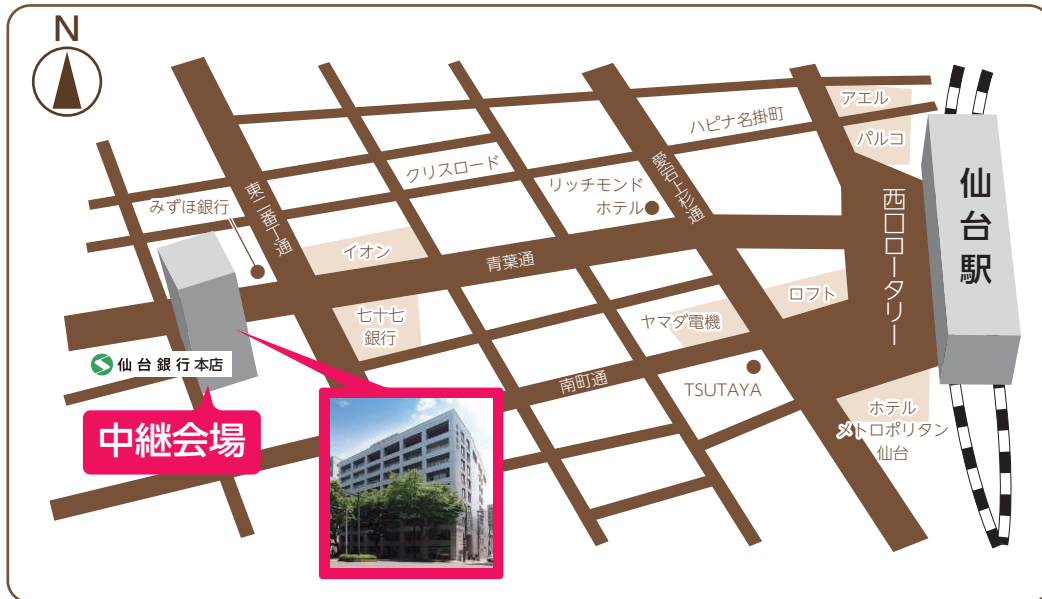 N
アエル
パルコ
ハピナ名掛町
クリスロード
愛宕上杉通
リッチモンド
ホテル
仙台駅
東二番丁通
みずほ銀行
西口ロータリー
イオン
青葉通
ロフト
七十七
銀行
ヤマダ電機
仙台銀行本店
南町通
TSUTAYA
中継会場
ホテル
メトロポリタン
仙台